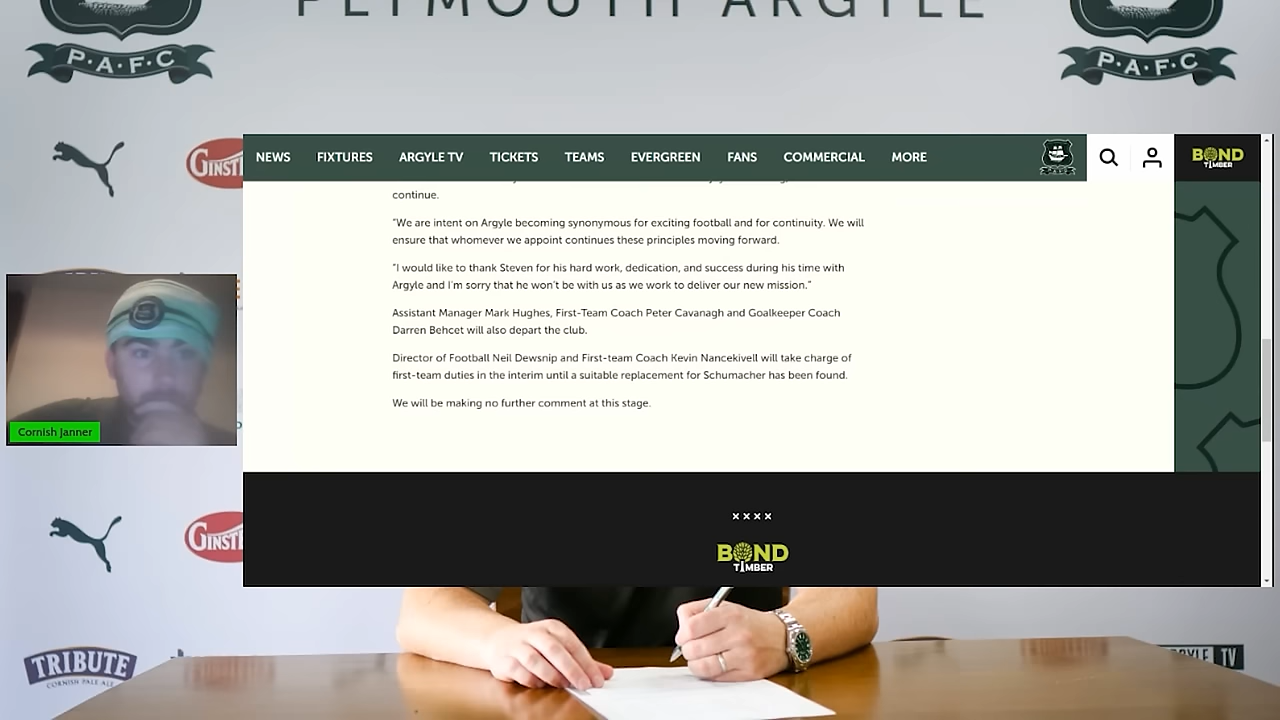 PLYMOUTH ARGYLE
P·A·F·C
P·A·F·C
NEWS FIXTURES ARGYLE TV TICKETS TEAMS EVERGREEN FANS COMMERCIAL MORE
BOND
TIMBER
continue.
"We are intent on Argyle becoming synonymous for exciting football and for continuity. We will
ensure that whomever we appoint continues these principles moving forward.
"I would like to thank Steven for his hard work, dedication, and success during his time with
Argyle and I'm sorry that he won't be with us as we work to deliver our new mission."
Assistant Manager Mark Hughes, First-Team Coach Peter Cavanagh and Goalkeeper Coach
Darren Behcet will also depart the club.
Director of Football Neil Dewsnip and First-team Coach Kevin Nancekivell will take charge of
first-team duties in the interim until a suitable replacement for Schumacher has been found.
We will be making no further comment at this stage.
Cornish Janner
BOND
TIMBER
TRIBUTE
CORNISH PALE ALE
TV